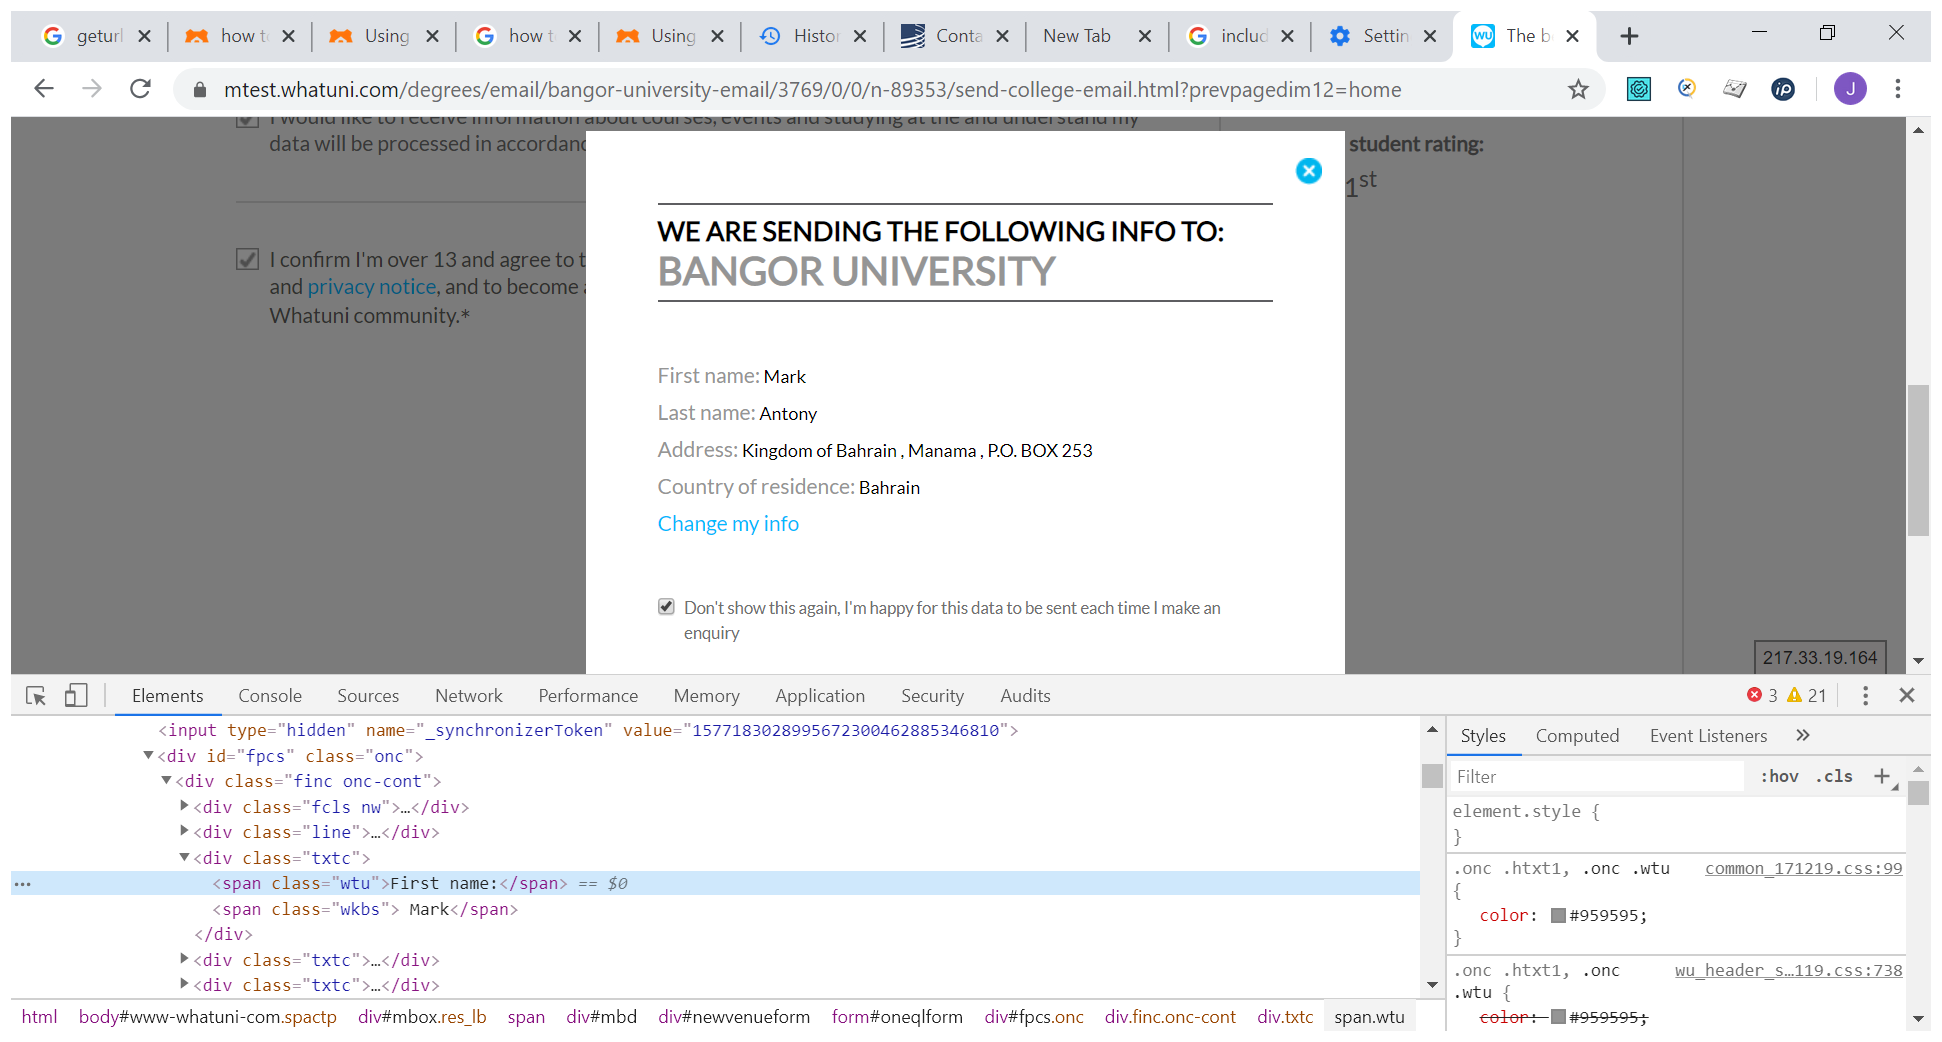 geturl
how to
Using
how to
Using
Histor
Conta
New Tab
includ
Settin
The b
mtest.whatuni.com/degrees/email/bangor-university-email/3769/0/0/n-89353/send-college-email.html?prevpagedim12=home
J
I would like to receive information about courses, events and studying at the and understand my
data will be processed in accordanc
I confirm I'm over 13 and agree to t
and privacy notice, and to become a
Whatuni community.*
student rating:
1st
WE ARE SENDING THE FOLLOWING INFO TO:
BANGOR UNIVERSITY
First name: Mark
Last name: Antony
Address: Kingdom of Bahrain , Manama , P.O. BOX 253
Country of residence: Bahrain
Change my info
Don't show this again, I'm happy for this data to be sent each time I make an
enquiry
217.33.19.164
Elements Console Sources Network Performance Memory Application Security Audits 3 21
<input type="hidden" name="_synchronizerToken" value="15771830289956723004628853468​10">
<div id="fpcs" class="onc">
<div class="finc onc-cont">
<div class="fcls nw">…</div>
<div class="line">…</div>
<div class="txtc">
<span class="wtu">First name:</span> == $0
<span class="wkbs"> Mark</span>
</div>
<div class="txtc">…</div>
<div class="txtc">…</div>
html body#www-whatuni-com.spactp div#mbox.res_lb span div#mbd div#newvenueform form#oneqlform div#fpcs.onc div.finc.onc-cont div.txtc span.wtu
Styles Computed Event Listeners »
Filter :hov .cls +
element.style {
}
.onc .htxt1, .onc .wtu common_171219.css:99
{
color: #959595;
}
.onc .htxt1, .onc wu_header_s…119.css:738
.wtu {
color: #959595;